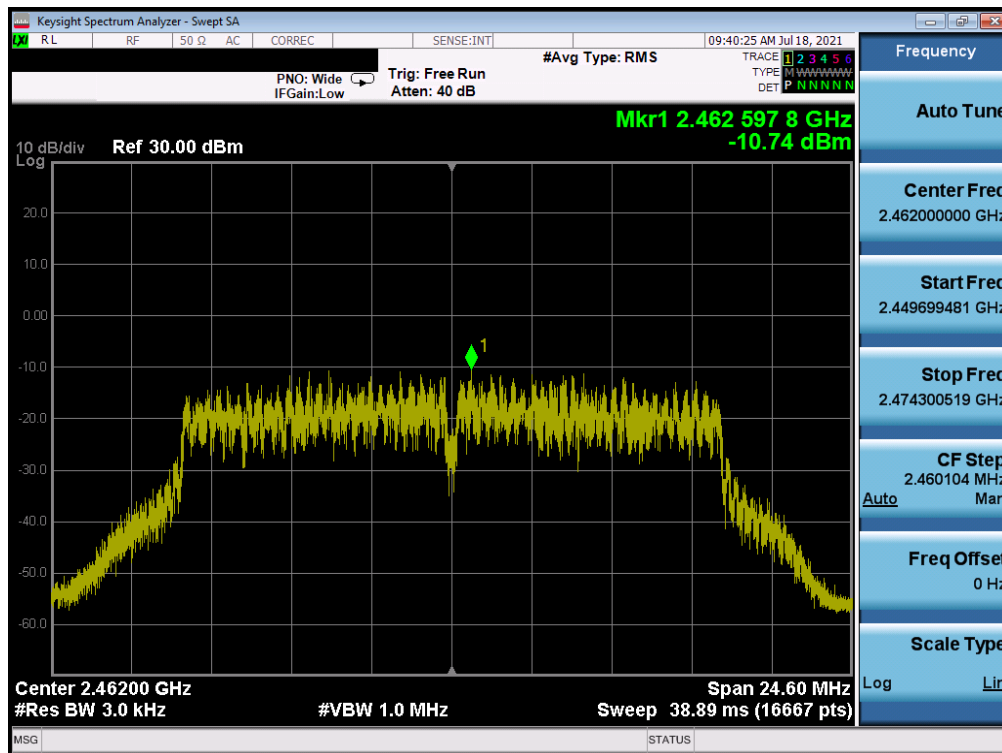 Keysight Spectrum Analyzer - Swept SA
LXI RL RF 50 Ω AC CORREC SENSE:INT 09:40:25 AM Jul 18, 2021
#Avg Type: RMS
TRACE 1 2 3 4 5 6
PNO: Wide Trig: Free Run
TYPE M WWWWW
IFGain:Low Atten: 40 dB
DET P N N N N N
Mkr1 2.462 597 8 GHz
-10.74 dBm
10 dB/div Ref 30.00 dBm
Log
20.0
10.0
0.00
-10.0
-20.0
-30.0
-40.0
-50.0
-60.0
1
Center 2.46200 GHz Span 24.60 MHz
#Res BW 3.0 kHz #VBW 1.0 MHz Sweep 38.89 ms (16667 pts)
MSG STATUS
Frequency
Auto Tune
Center Freq
2.462000000 GHz
Start Freq
2.449699481 GHz
Stop Freq
2.474300519 GHz
CF Step
2.460104 MHz
Auto Man
Freq Offset
0 Hz
Scale Type
Log Lin